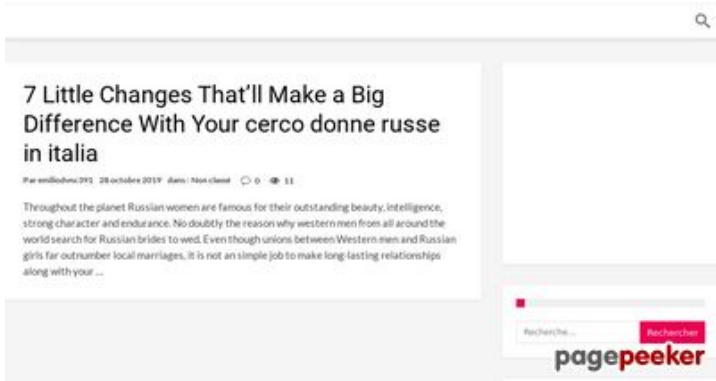 7 Little Changes That'll Make a Big
Difference With Your cerco donne russe
in italia
28 octobre 2019 dans : Non classé 0 11
Throughout the planet Russian women are famous for their outstanding beauty, intelligence,
strong character and endurance. No doubtly the reason why western men from all around the
world search for Russian brides to wed. Even though unions between Western men and Russian
girls far outnumber local marriages, it is not an simple job to make long-lasting relationships
along with your ...
Recherche... Rechercher
pagepeeker